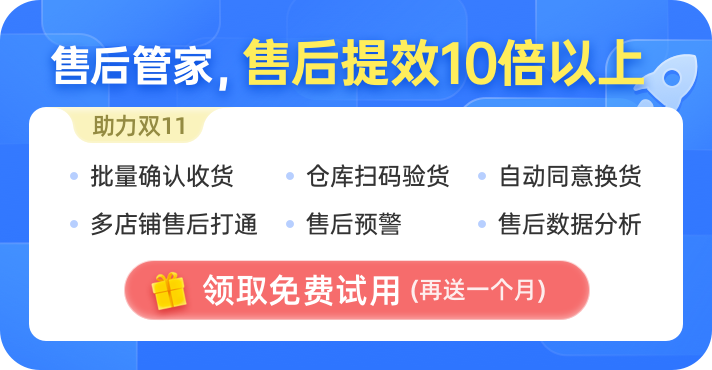 售后管家，售后提效10倍以上
助力双11
批量确认收货 仓库扫码验货 自动同意换货
多店铺售后打通 售后预警 售后数据分析
领取免费试用 (再送一个月)